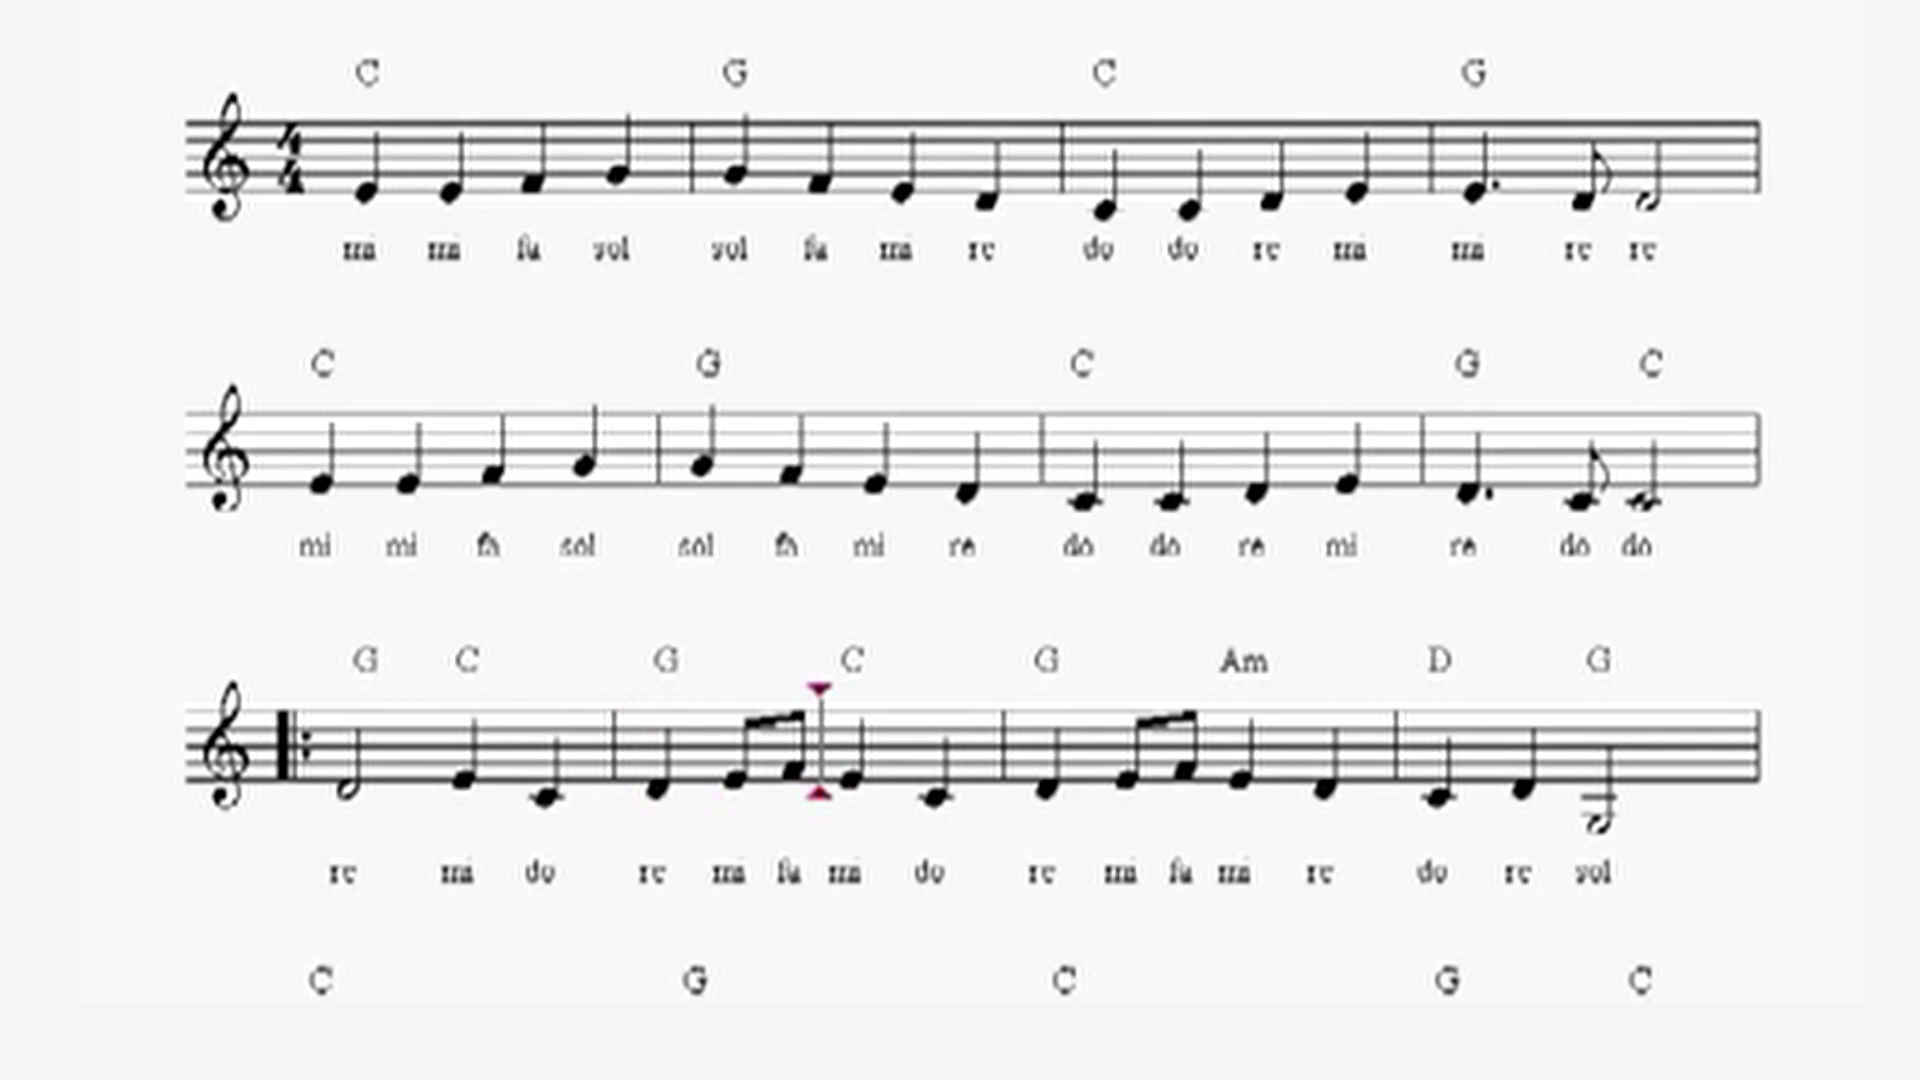 C G C G
4
4
mi mi fa sol sol fa mi re do do re mi mi re re
C G C G C
mi mi fa sol sol fa mi re do do re mi re do do
G C G C G Am D G
re mi do re mi fa mi do re mi fa mi re do re sol
C G C G C